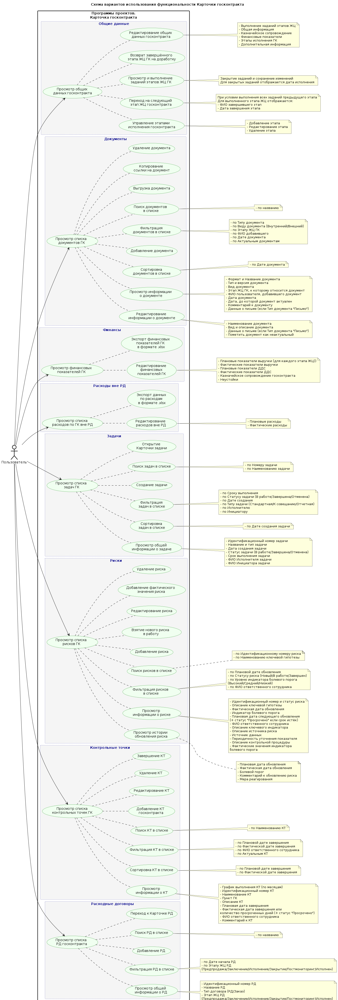 Схема вариантов использования функциональности Карточки госконтракта
Программы проектов.
Карточка госконтракта
Общие данные
Редактирование общих
данных госконтракта
- Выполнение заданий этапов ЖЦ
- Общая информация
- Казначейское сопровождение
- Финансовые показатели
- Этапы исполнения ГК
- Дополнительная информация
Возврат завершённого
этапа ЖЦ ГК на доработку
Просмотр и выполнение
заданий этапов ЖЦ ГК
Закрытие заданий и сохранение изменений
Для закрытых заданий отображается дата исполнения
Просмотр общих
данных госконтракта
Переход на следующий
этап ЖЦ госконтракта
При условии выполнения всех заданий предыдущего этапа
Для выполненного этапа ЖЦ отображается:
- ФИО завершившего этап
- Дата завершения этапа
Управление этапами
исполнения госконтракта
- Добавление этапа
- Редактирование этапа
- Удаление этапа
Документы
Удаление документа
Копирование
ссылки на документ
Выгрузка документа
Поиск документов
в списке
- по названию
Фильтрация
документов в списке
- по Типу документа
- по Виду документа (Внутренний/Внешний)
- по Этапу ЖЦ ГК
- по ФИО добавившего
- по Дате документа
- по Актуальным документам
Просмотр списка
документов ГК
Добавление документа
Сортировка
документов в списке
- по Дате документа
Просмотр информации
о документе
- Формат и Название документа
- Тип и версия документа
- Вид документа
- Этап ЖЦ ГК, к которому относится документ
- ФИО пользователя, добавившего документ
- Дата документа
- Дата, до которой документ актуален
- Комментарий к документу
- Данные о письме (если Тип документа "Письмо")
Редактирование
информации о документе
- Наименование документа
- Вид и описание документа
- Данные о письме (если Тип документа "Письмо")
- Пометить документ как неактуальный
Финансы
Экспорт финансовых
показателей ГК
в формате .xlsx
Просмотр финансовых
показателей ГК
Редактирование
финансовых
показателей ГК
- Плановые показатели выручки (для каждого этапа ЖЦ))
- Фактические показатели выручки
- Плановые показатели ДДС
- Фактические показатели ДДС
- Казначейское сопровождение госконтракта
- Неустойки
Расходы вне РД
Экспорт данных
по расходам
в формате .xlsx
Просмотр списка
расходов по ГК вне РД
Редактирование
расходов вне РД
- Плановые расходы
- Фактические расходы
Задачи
Открытие
Карточки задачи
Пользователь
Поиск задач в списке
- по Номеру задачи
- по Наименованию задачи
Просмотр списка
задач ГК
Создание задачи
Фильтрация
задач в списке
- по Сроку выполнения
- по Статусу задачи (В работе/Завершена/Отменена)
- по Дате создания
- по Типу задачи (Стандартная/К совещанию/Отчетная)
- по Исполнителю
- по Инициатору
Сортировка
задач в списке
- по Дате создания задачи
Просмотр общей
информации о задаче
- Идентификационный номер задачи
- Название и тип задачи
- Дата создания задачи
- Статус задачи (В работе/Завершена/Отменена)
- Срок выполнения задачи
- ФИО Исполнителя задачи
- ФИО Инициатора задачи
Риски
Удаление риска
Добавление фактического
значения риска
Редактирование риска
Взятие нового риска
в работу
Просмотр списка
рисков ГК
Добавление риска
Поиск рисков в списке
- по Идентификационному номеру риска
- по Наименованию ключевой гипотезы
Фильтрация рисков
в списке
- по Плановой дате обновления
- по Статусу риска (Новый/В работе/Завершен)
- по Уровню индикатора болевого порога
(Высокий/Средний/Низкий)
- по ФИО ответственного сотрудника
Просмотр
информации о риске
- Идентификационный номер и статус риска
- Описание ключевой гипотезы
- Фактическая дата обновления
- Индикатор болевого порога
- Плановая дата следующего обновления
(+ статус "Просрочено" если срок истёк)
- ФИО ответственного сотрудника
- Описание ключевого индикатора
- Описание источника риска
- Источник данных
- Периодичность уточнения показателя
- Описание контрольной процедуры
- Фактические значения индикатора
болевого порога
Просмотр истории
обновления риска
- Плановая дата обновления
- Фактическая дата обновления
- Болевой порог
- Комментарий к обновлению риска
- Мера реагирования
Контрольные точки
Завершение КТ
Удаление КТ
Редактирование КТ
Просмотр списка
контрольных точек ГК
Добавление КТ
госконтракта
Поиск КТ в списке
- по Наименованию КТ
Фильтрация КТ в списке
- по Плановой дате завершения
- по Фактической дате завершения
- по ФИО ответственного сотрудника
- по Актуальным КТ
Сортировка КТ в списке
- по Плановой дате завершения
- по Фактической дате завершения
Просмотр
информации о КТ
- График выполнения КТ (по месяцам)
- Идентификационный номер КТ
- Наименование КТ
- Пункт ГК
- Описание КТ
- Плановая дата завершения
- Фактическая дата завершения или
количество просроченных дней (+ статус "Просрочено")
- ФИО ответственного сотрудника
- Комментарий к КТ
Расходные договоры
Переход к Карточке РД
Поиск РД в списке
- по названию
Просмотр списка
РД госконтракта
Добавление РД
Фильтрация РД в списке
- по Дате начала РД
- по Этапу ЖЦ РД
(Предпродажа/Заключение/Исполнение/Закрытие/Постмониторинг/Исполнен)
Просмотр общей
информации о РД
- Идентификационный номер РД
- Название РД
- Тип договора (РД/Заказ)
- Этап ЖЦ РД
(Предпродажа/Заключение/Исполнение/Закрытие/Постмониторинг/Исполнен)